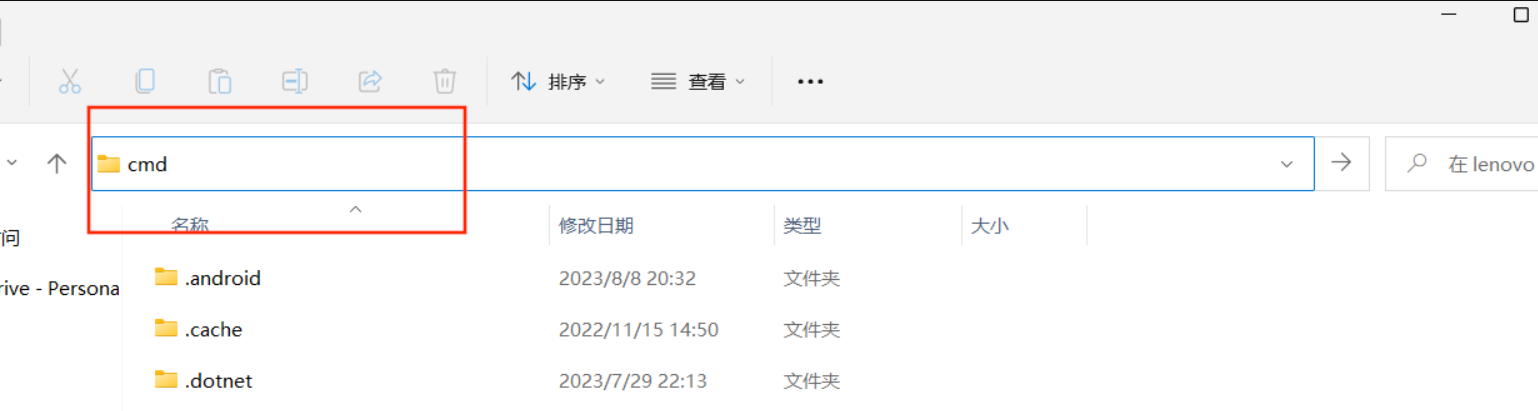 排序 查看
cmd 在 lenovo
名称 修改日期 类型 大小
问
.android 2023/8/8 20:32 文件夹
rive - Persona
.cache 2022/11/15 14:50 文件夹
.dotnet 2023/7/29 22:13 文件夹